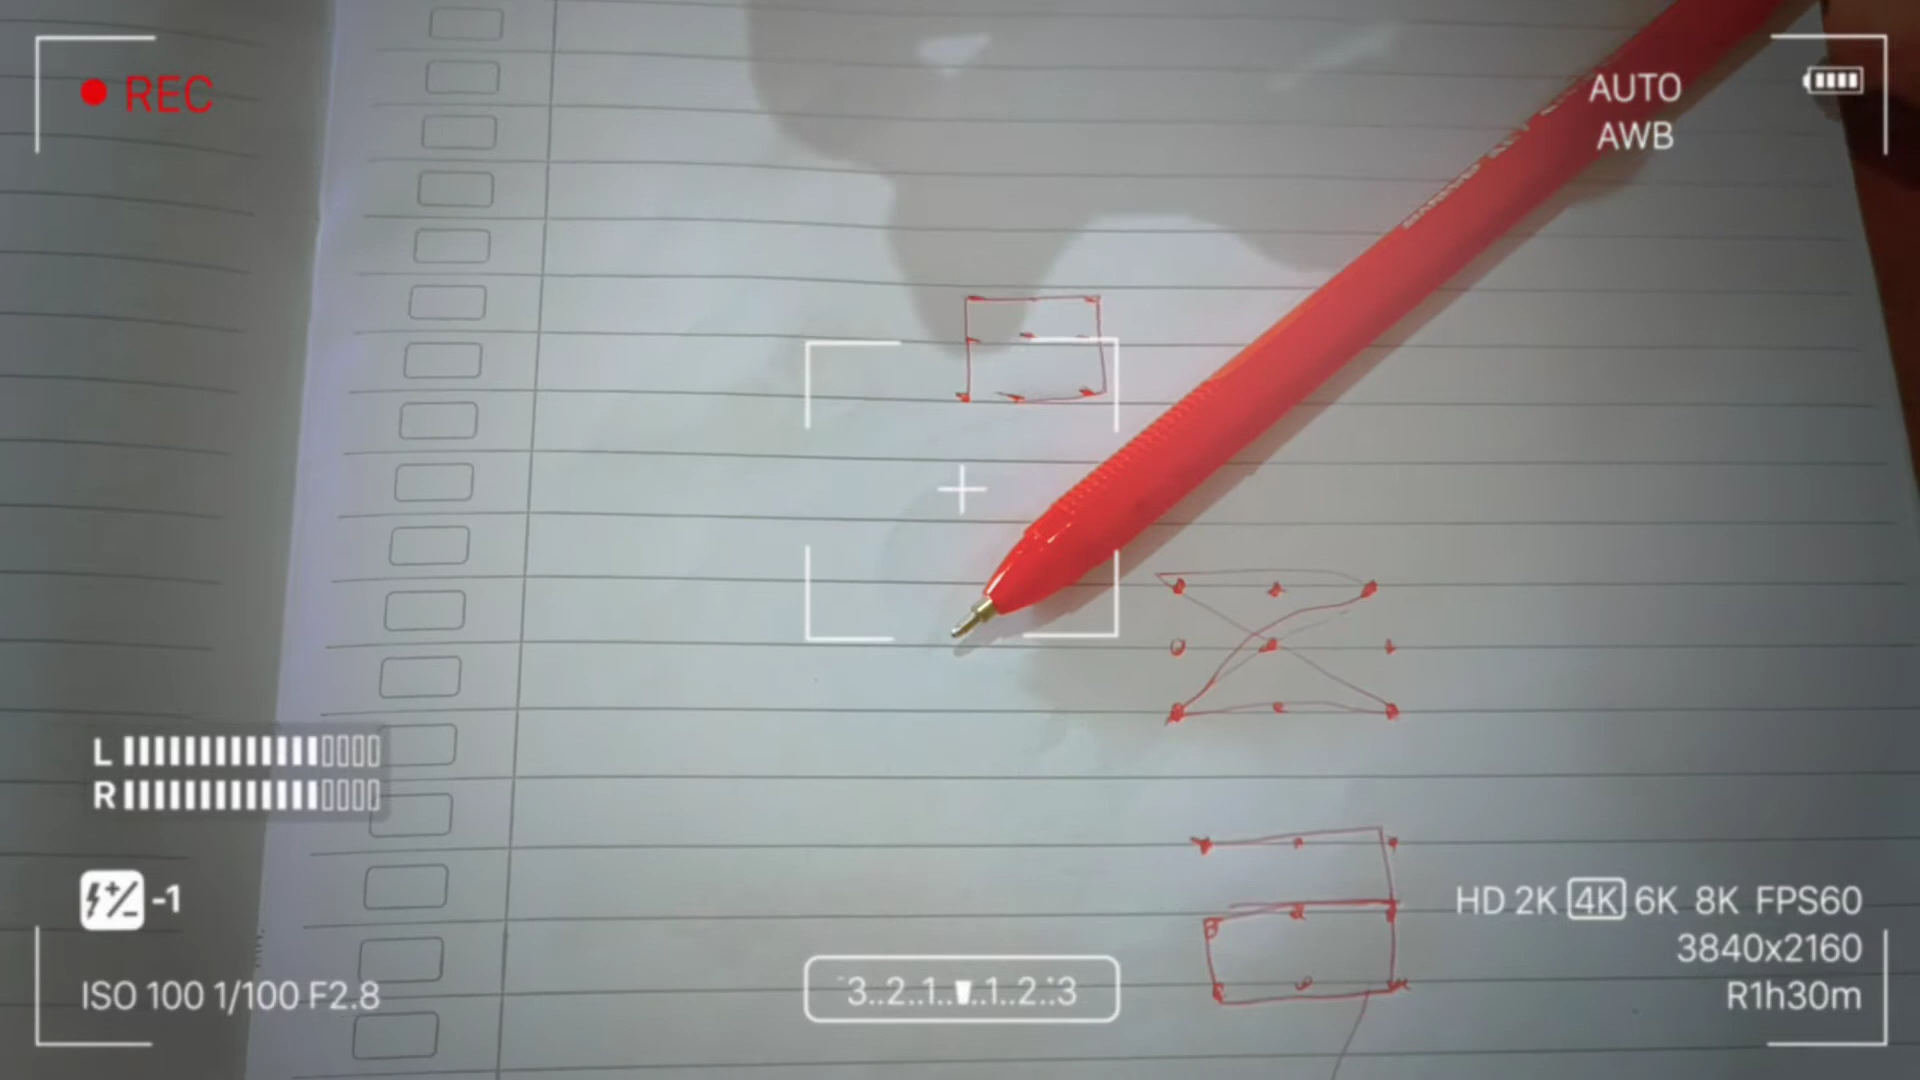 REC
AUTO
AWB
L
R
-1
HD 2K 4K 6K 8K FPS60
3840x2160
R1h30m
ISO 100 1/100 F2.8
3..2..1....1..2..3
B